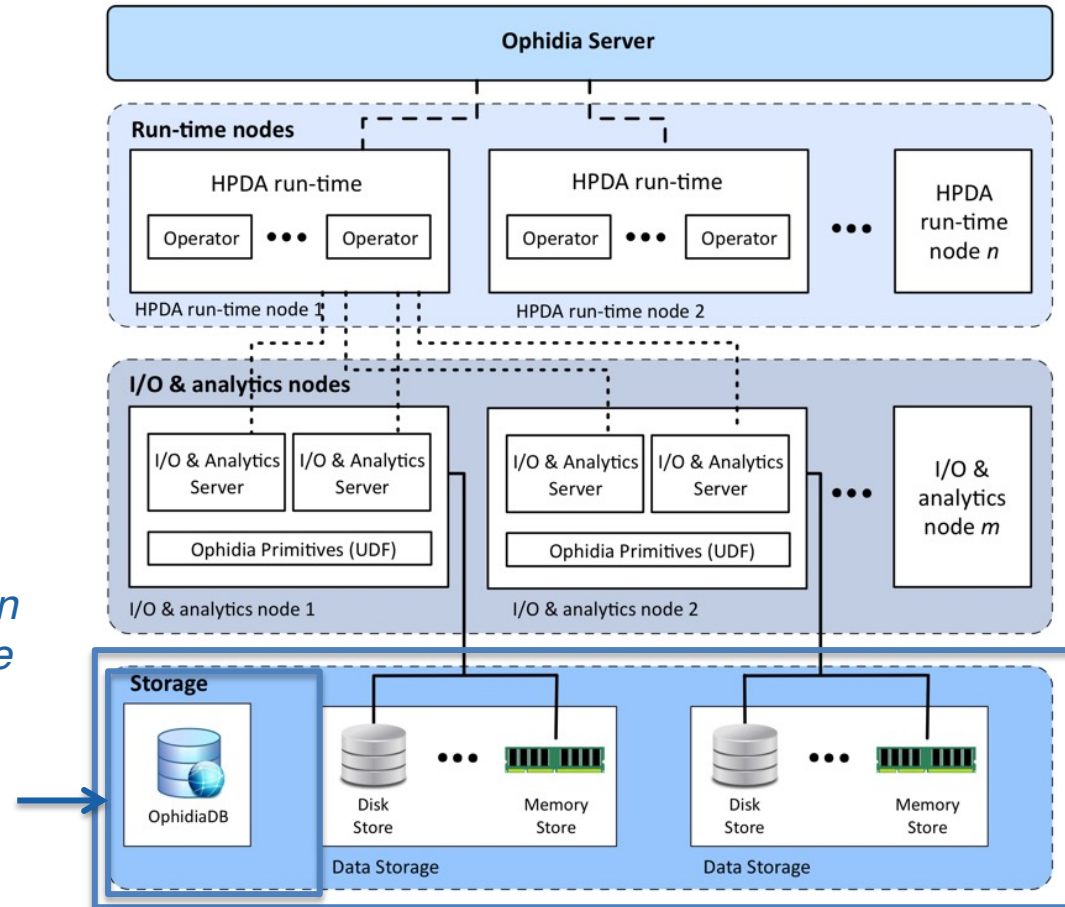 Ophidia Server
Run-time nodes
HPDA run-time
Operator ••• Operator
HPDA run-time node 1
HPDA run-time
Operator ••• Operator
HPDA run-time node 2
•••
HPDA
run-time
node n
I/O & analytics nodes
I/O & Analytics
Server
I/O & Analytics
Server
Ophidia Primitives (UDF)
I/O & analytics node 1
I/O & Analytics
Server
I/O & Analytics
Server
Ophidia Primitives (UDF)
I/O & analytics node 2
•••
I/O &
analytics
node m
n
e
Storage
OphidiaDB
•••
Disk
Store
Memory
Store
Data Storage
•••
Disk
Store
Memory
Store
Data Storage